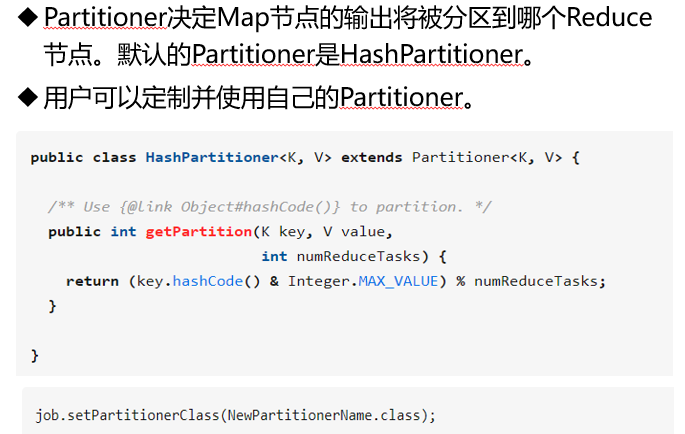 ◆ Partitioner决定Map节点的输出将被分区到哪个Reduce
节点。默认的Partitioner是HashPartitioner。
◆ 用户可以定制并使用自己的Partitioner。
public class HashPartitioner<K, V> extends Partitioner<K, V> {
/** Use {@link Object#hashCode()} to partition. */
public int getPartition(K key, V value,
int numReduceTasks) {
return (key.hashCode() & Integer.MAX_VALUE) % numReduceTasks;
}
}
job.setPartitionerClass(NewPartitionerName.class);